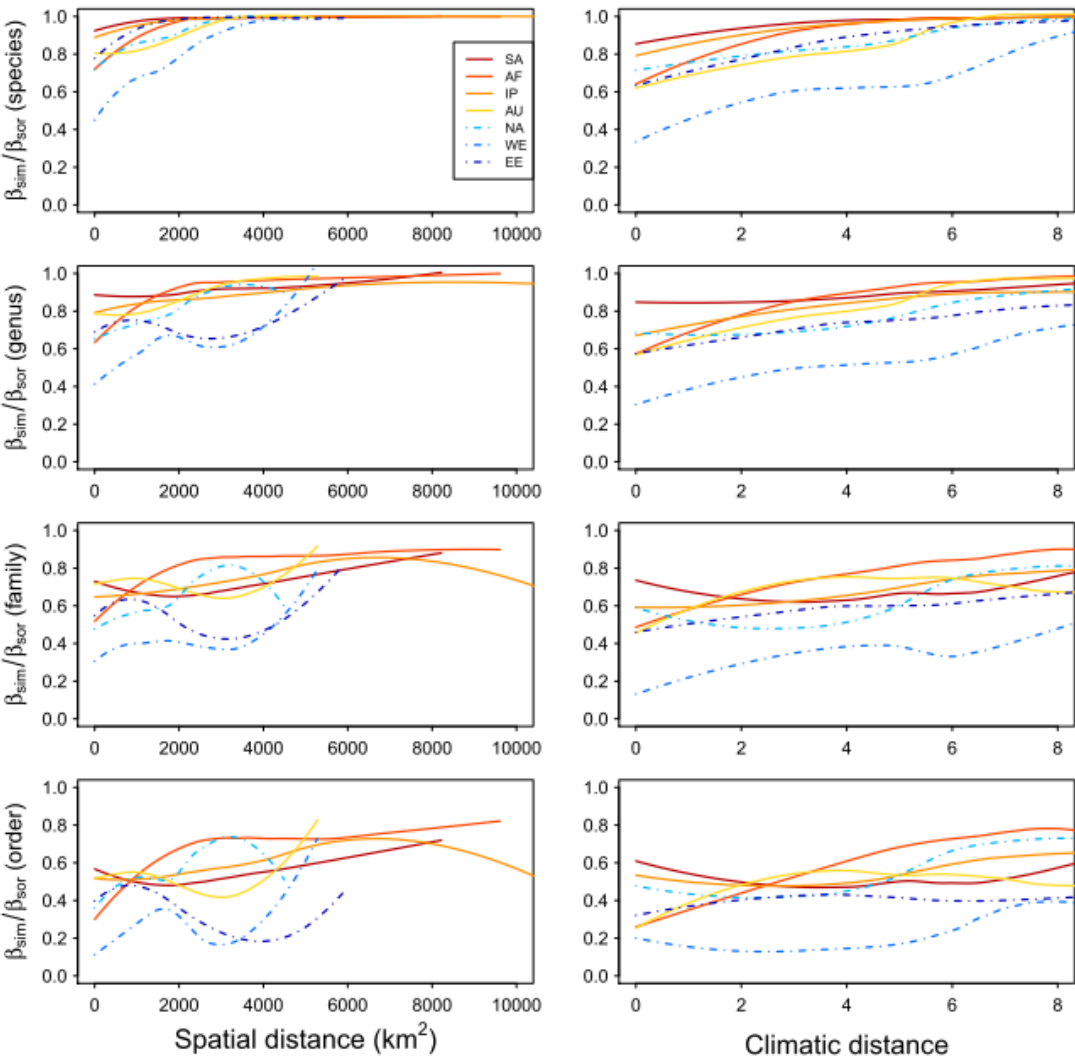 βsim/βsor (species)
1.0
0.8
0.6
0.4
0.2
0.0
0 2000 4000 6000 8000 10000
SA
AF
IP
AU
NA
WE
EE
1.0
0.8
0.6
0.4
0.2
0.0
0 2 4 6 8
βsim/βsor (genus)
1.0
0.8
0.6
0.4
0.2
0.0
0 2000 4000 6000 8000 10000
1.0
0.8
0.6
0.4
0.2
0.0
0 2 4 6 8
βsim/βsor (family)
1.0
0.8
0.6
0.4
0.2
0.0
0 2000 4000 6000 8000 10000
1.0
0.8
0.6
0.4
0.2
0.0
0 2 4 6 8
βsim/βsor (order)
1.0
0.8
0.6
0.4
0.2
0.0
0 2000 4000 6000 8000 10000
Spatial distance (km²)
1.0
0.8
0.6
0.4
0.2
0.0
0 2 4 6 8
Climatic distance